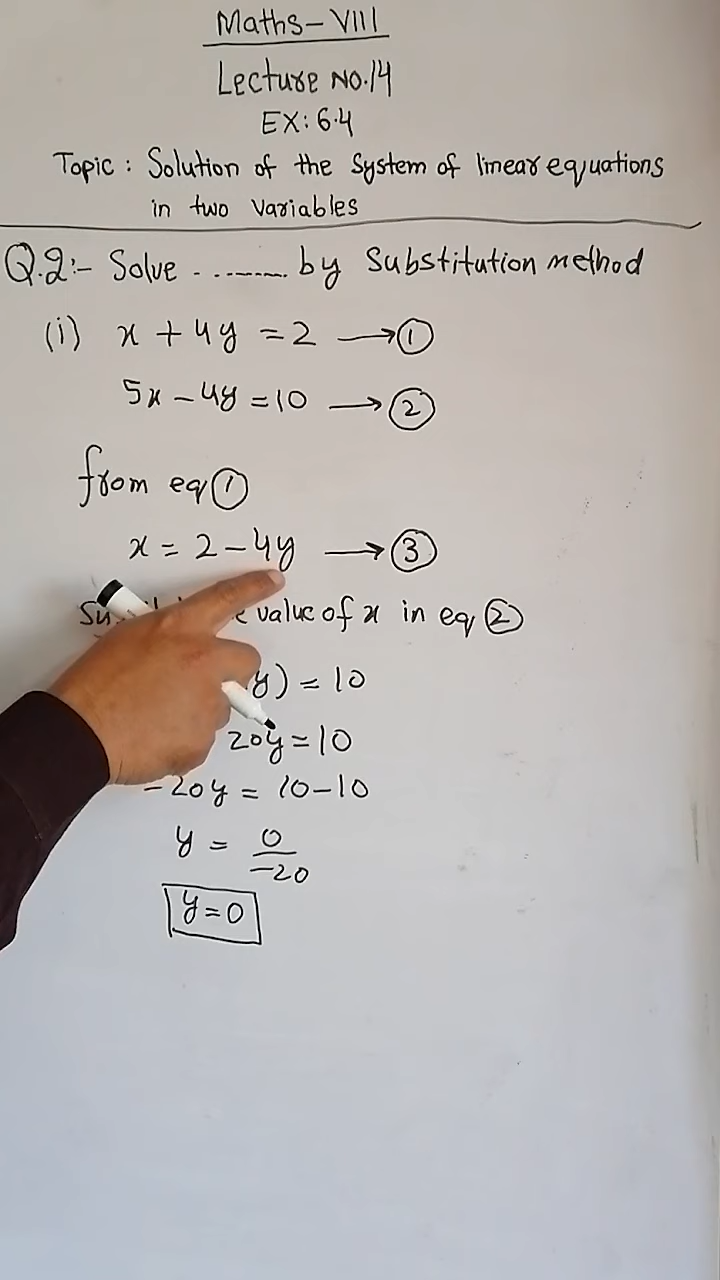 Maths-VIII
Lecture No.14
EX: 6.4
Topic : Solution of the System of linear equations
in two variables
Q.2:- Solve ......... by Substitution method
(i) x + 4y = 2 → ①
5x - 4y = 10 → ②
from eq ①
x = 2 - 4y → ③
value of x in eq ②
y) = 10
20y = 10
-20y = 10-10
y = 0/-20
y = 0